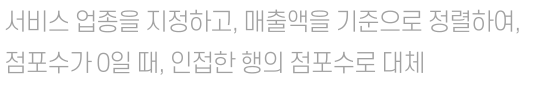 서비스 업종을 지정하고, 매출액을 기준으로 정렬하여,
점포수가 0일 때, 인접한 행의 점포수로 대체